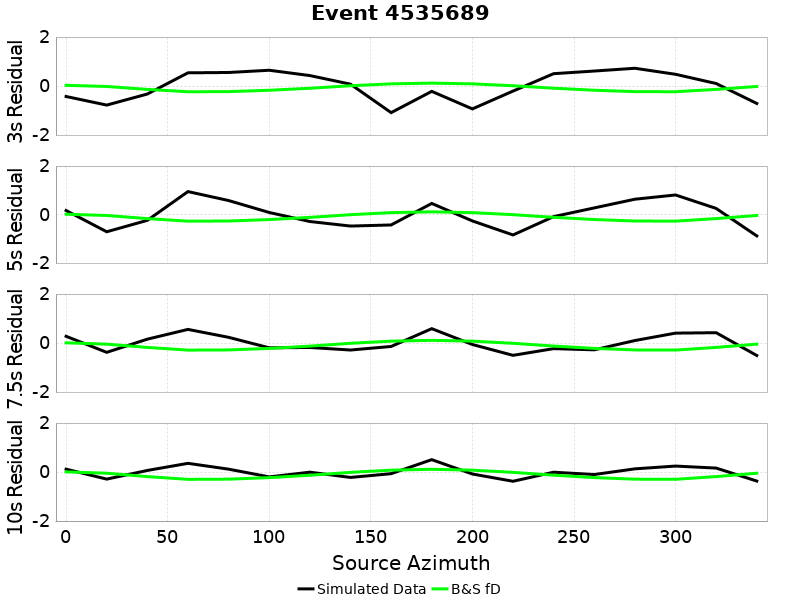 Event 4535689
3s Residual
2
0
-2
5s Residual
2
0
-2
7.5s Residual
2
0
-2
10s Residual
2
0
-2
0 50 100 150 200 250 300
Source Azimuth
Simulated Data B&S fD